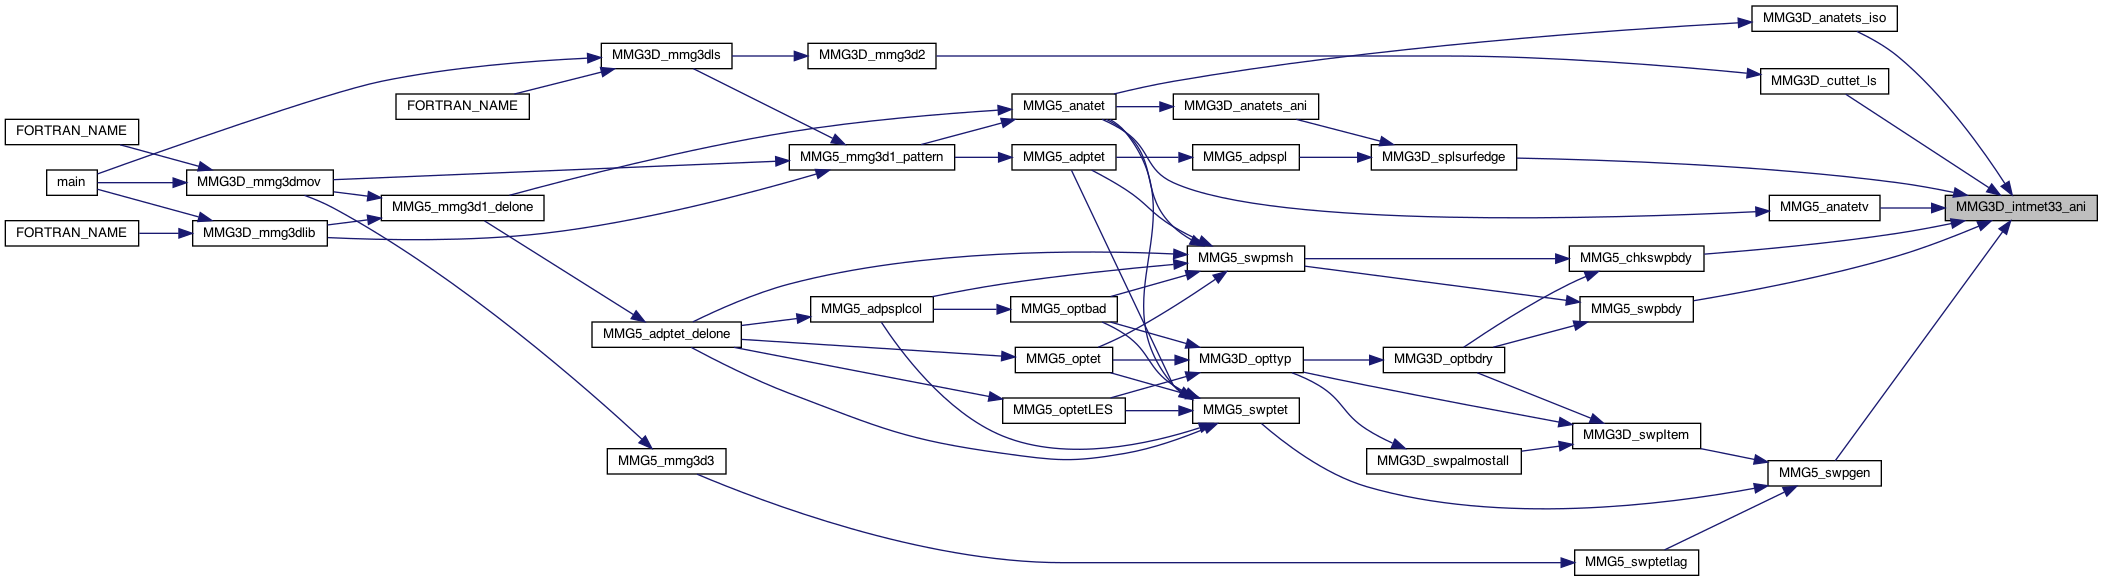 MMG3D_anatets_iso
MMG3D_mmg3dls
MMG3D_mmg3d2
MMG3D_cuttet_ls
FORTRAN_NAME
MMG5_anatet
MMG3D_anatets_ani
FORTRAN_NAME
MMG5_mmg3d1_pattern
MMG5_adptet
MMG5_adpspl
MMG3D_splsurfedge
main
MMG3D_mmg3dmov
MMG5_mmg3d1_delone
MMG5_anatetv
MMG3D_intmet33_ani
FORTRAN_NAME
MMG3D_mmg3dlib
MMG5_swpmsh
MMG5_chkswpbdy
MMG5_adpsplcol
MMG5_optbad
MMG5_swpbdy
MMG5_adptet_delone
MMG5_optet
MMG3D_opttyp
MMG3D_optbdry
MMG5_optetLES
MMG5_swptet
MMG3D_swpItem
MMG5_mmg3d3
MMG3D_swpalmostall
MMG5_swpgen
MMG5_swptetlag